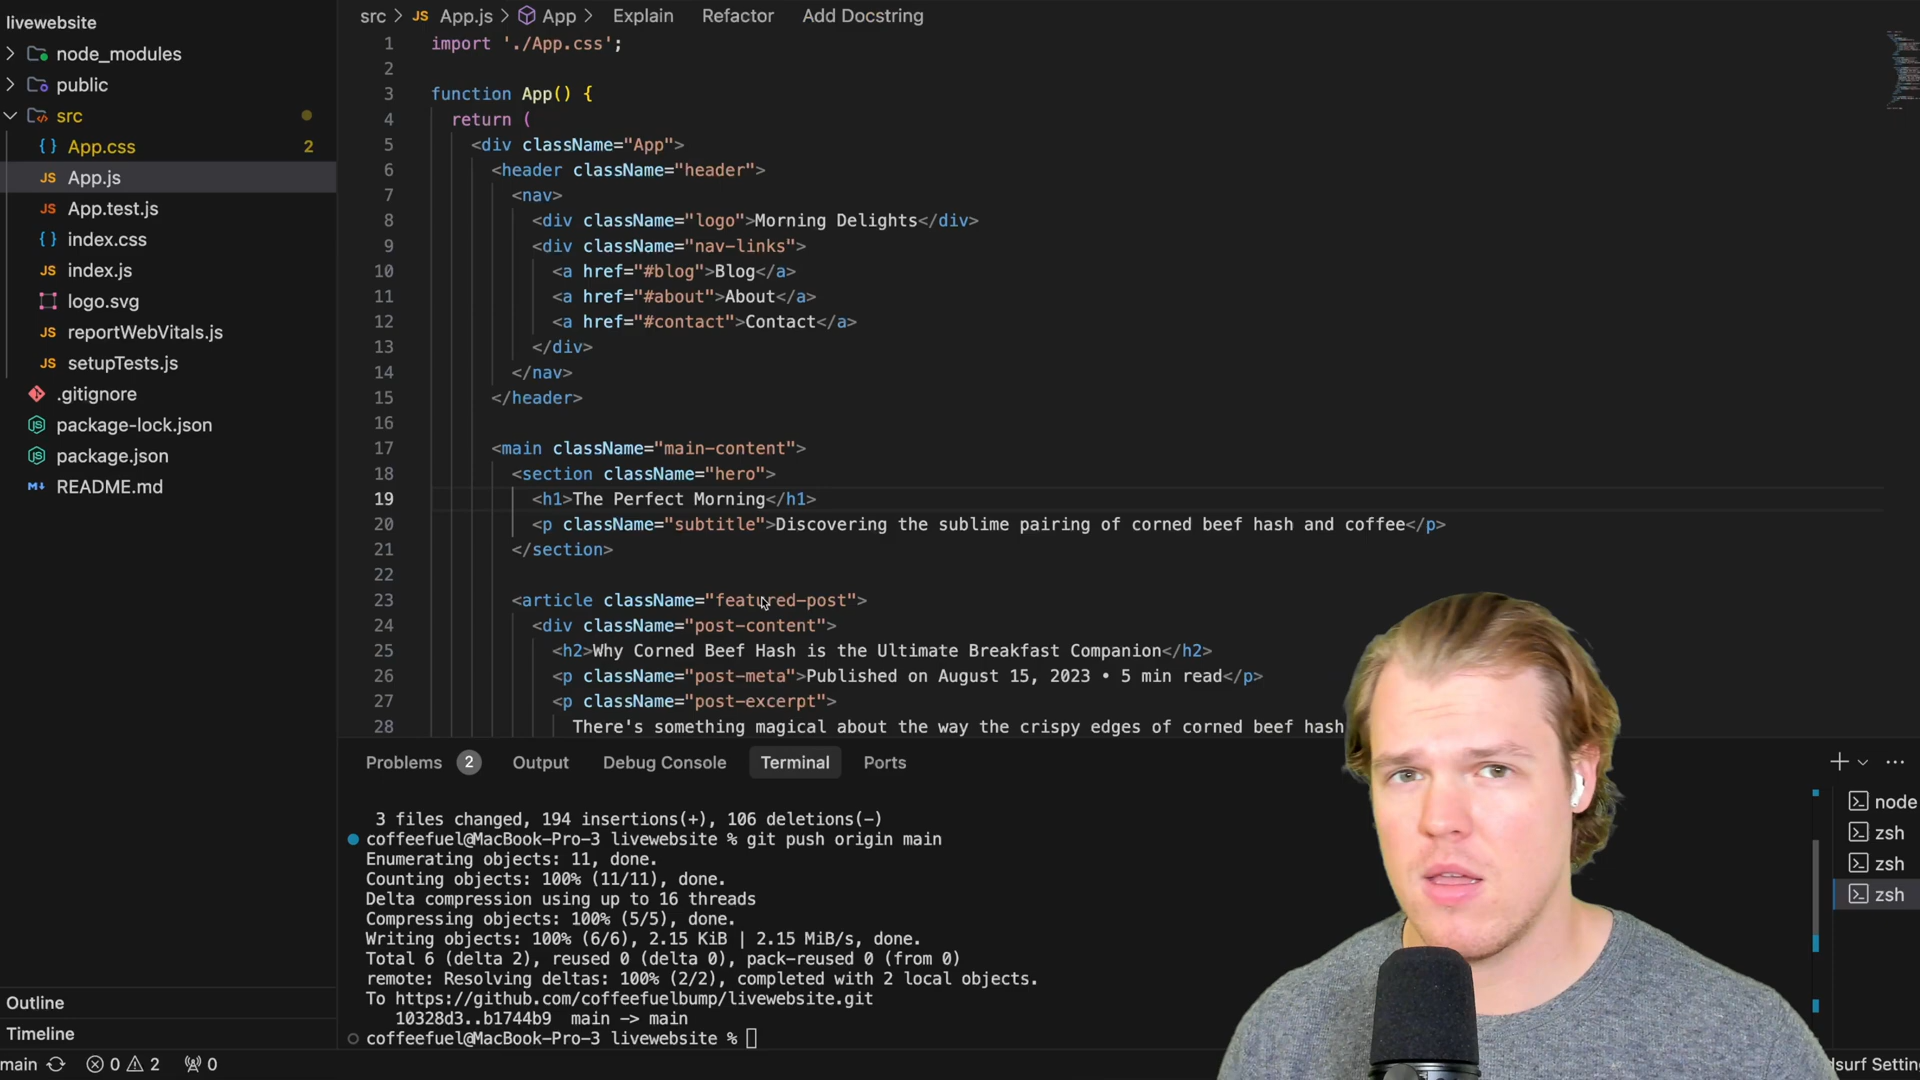 livewebsite
node_modules
public
src
App.css 2
App.js
App.test.js
index.css
index.js
logo.svg
reportWebVitals.js
setupTests.js
.gitignore
package-lock.json
package.json
README.md
Outline
Timeline
src > JS App.js > App > Explain Refactor Add Docstring
1 import './App.css';
2
3 function App() {
4 return (
5 <div className="App">
6 <header className="header">
7 <nav>
8 <div className="logo">Morning Delights</div>
9 <div className="nav-links">
10 <a href="#blog">Blog</a>
11 <a href="#about">About</a>
12 <a href="#contact">Contact</a>
13 </div>
14 </nav>
15 </header>
16
17 <main className="main-content">
18 <section className="hero">
19 <h1>The Perfect Morning</h1>
20 <p className="subtitle">Discovering the sublime pairing of corned beef hash and coffee</p>
21 </section>
22
23 <article className="featured-post">
24 <div className="post-content">
25 <h2>Why Corned Beef Hash is the Ultimate Breakfast Companion</h2>
26 <p className="post-meta">Published on August 15, 2023 • 5 min read</p>
27 <p className="post-excerpt">
28 There's something magical about the way the crispy edges of corned beef hash
Problems 2 Output Debug Console Terminal Ports
3 files changed, 194 insertions(+), 106 deletions(-)
coffeefuel@MacBook-Pro-3 livewebsite % git push origin main
Enumerating objects: 11, done.
Counting objects: 100% (11/11), done.
Delta compression using up to 16 threads
Compressing objects: 100% (5/5), done.
Writing objects: 100% (6/6), 2.15 KiB | 2.15 MiB/s, done.
Total 6 (delta 2), reused 0 (delta 0), pack-reused 0 (from 0)
remote: Resolving deltas: 100% (2/2), completed with 2 local objects.
To https://github.com/coffeefuelbump/livewebsite.git
10328d3..b1744b9 main -> main
coffeefuel@MacBook-Pro-3 livewebsite %
node
zsh
zsh
zsh
main 0 2 0
dsurf Settin